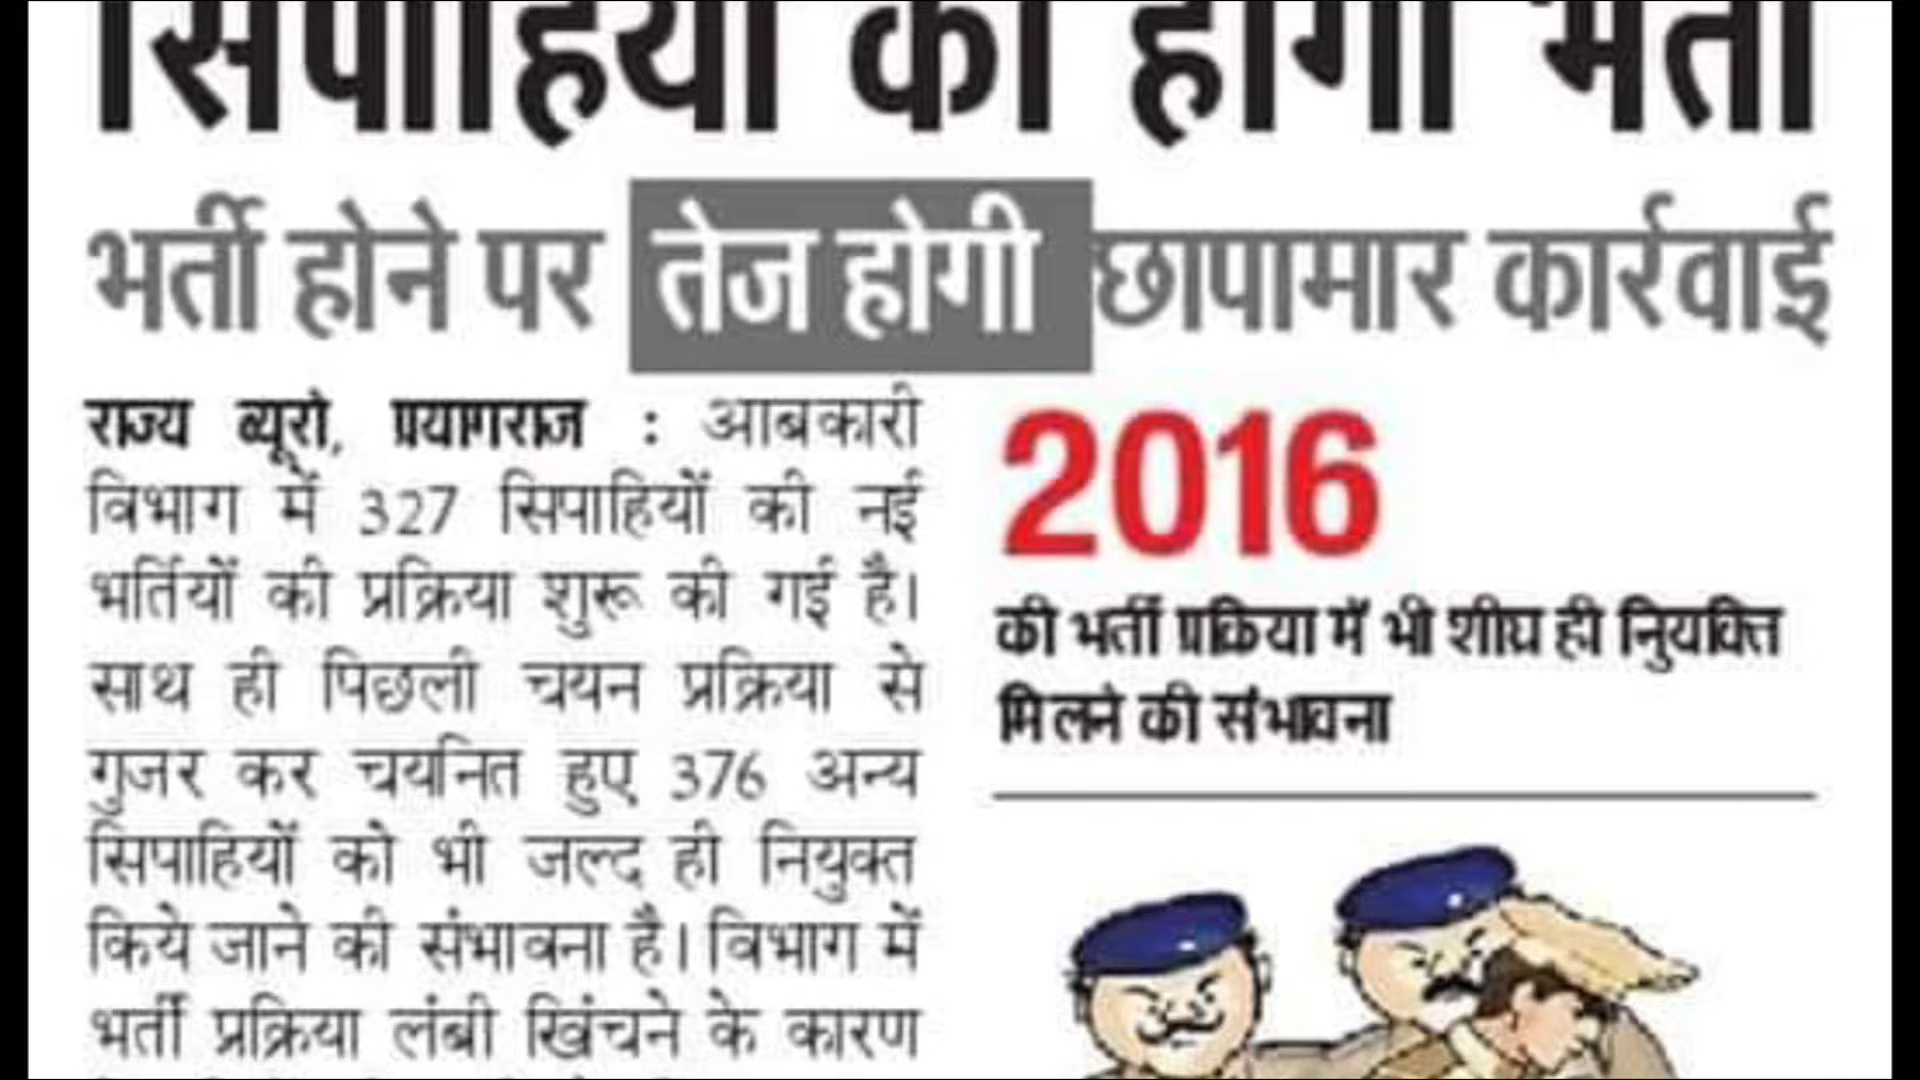 सिपाहियों की होगी भर्ती
भर्ती होने पर तेज होगी छापामार कार्रवाई
राज्य ब्यूरो, प्रयागराज : आबकारी
विभाग में 327 सिपाहियों की नई
भर्तियों की प्रक्रिया शुरू की गई है।
साथ ही पिछली चयन प्रक्रिया से
गुजर कर चयनित हुए 376 अन्य
सिपाहियों को भी जल्द ही नियुक्त
किये जाने की संभावना है। विभाग में
भर्ती प्रक्रिया लंबी खिंचने के कारण
2016
की भर्ती प्रक्रिया में भी शीघ्र ही नियुक्ति
मिलने की संभावना